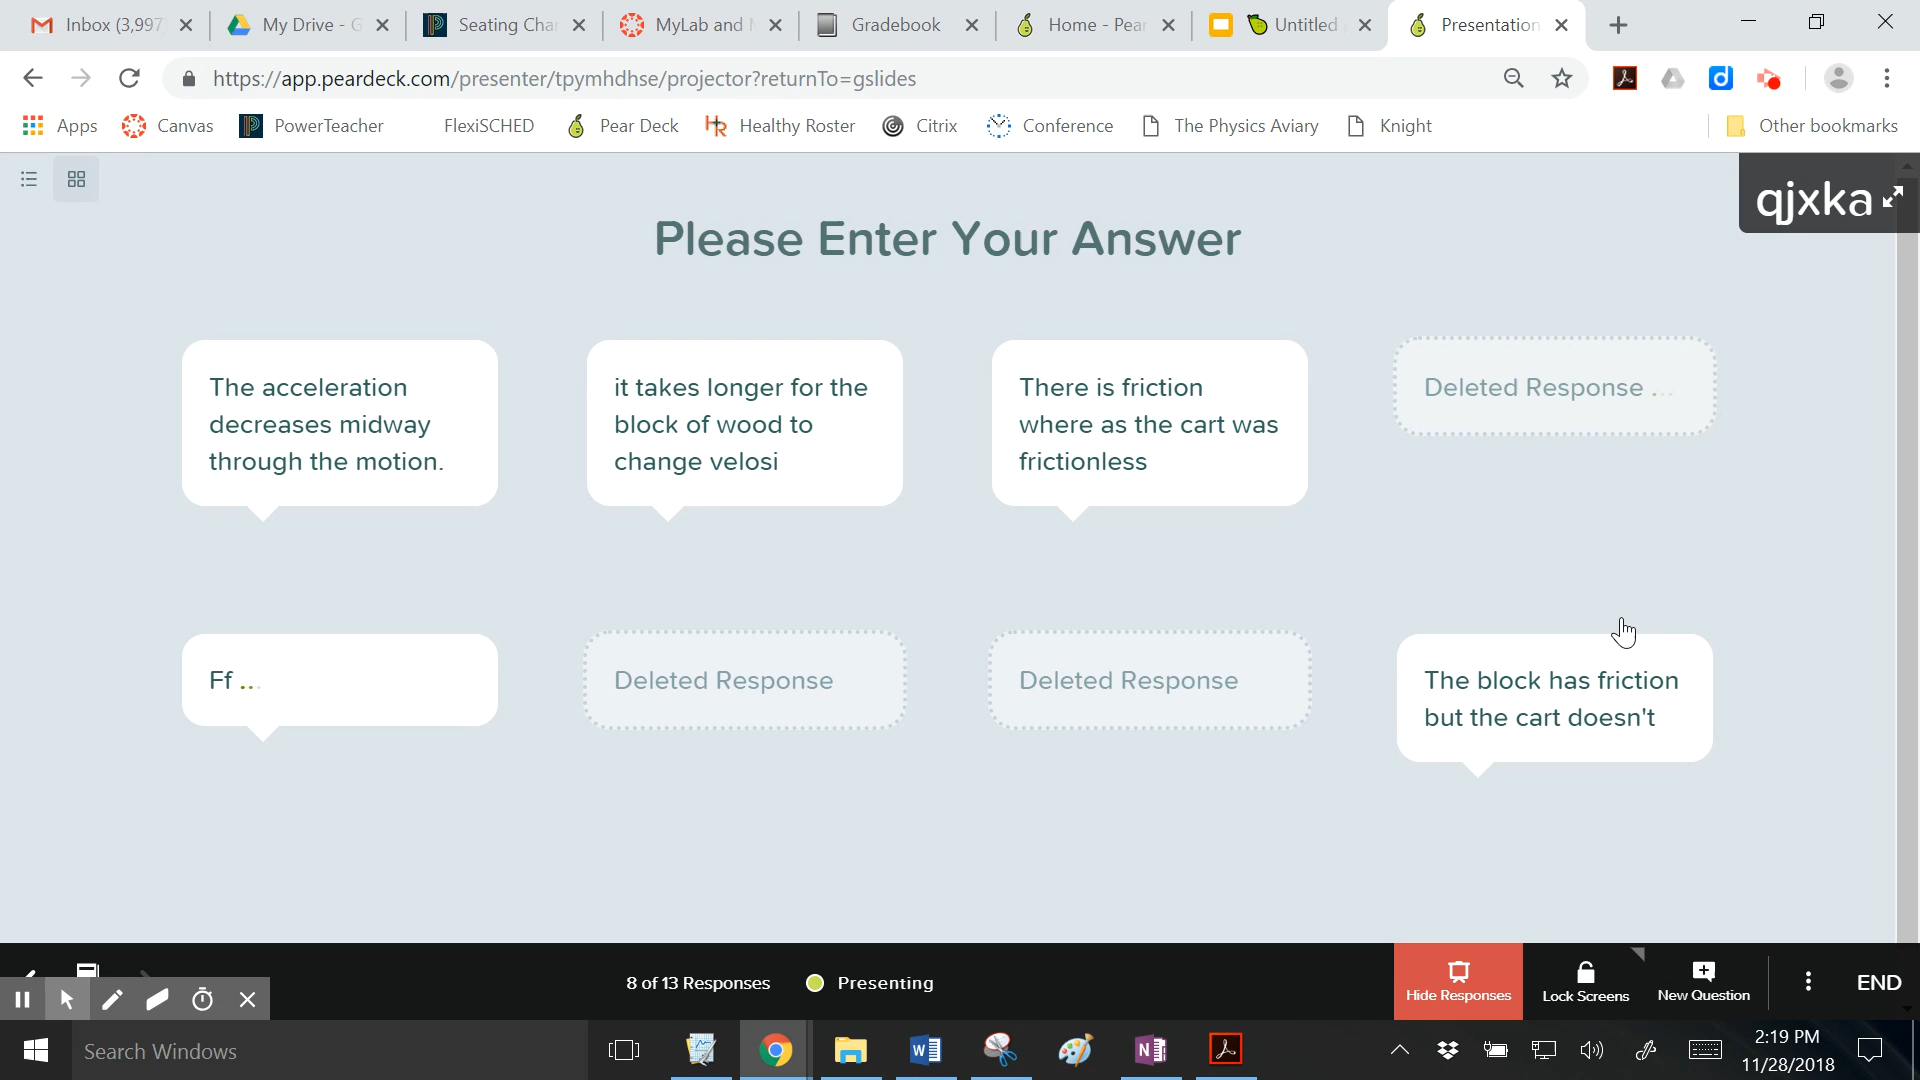 Inbox (3,997
My Drive - G
Seating Cha
MyLab and M
Gradebook
Home - Pear
Untitled
Presentation
https://app.peardeck.com/presenter/tpymhdhse/projector?returnTo=gslides
Apps
Canvas
PowerTeacher
FlexiSCHED
Pear Deck
Healthy Roster
Citrix
Conference
The Physics Aviary
Knight
Other bookmarks
qjxka
Please Enter Your Answer
The acceleration
decreases midway
through the motion.
it takes longer for the
block of wood to
change velosi
There is friction
where as the cart was
frictionless
Deleted Response ...
Ff ...
Deleted Response
Deleted Response
The block has friction
but the cart doesn't
8 of 13 Responses
Presenting
Hide Responses
Lock Screens
New Question
END
Search Windows
2:19 PM
11/28/2018